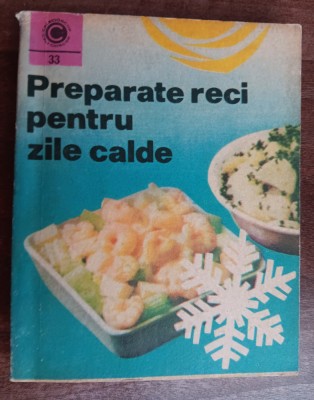 C
33
Preparate reci
pentru
zile calde